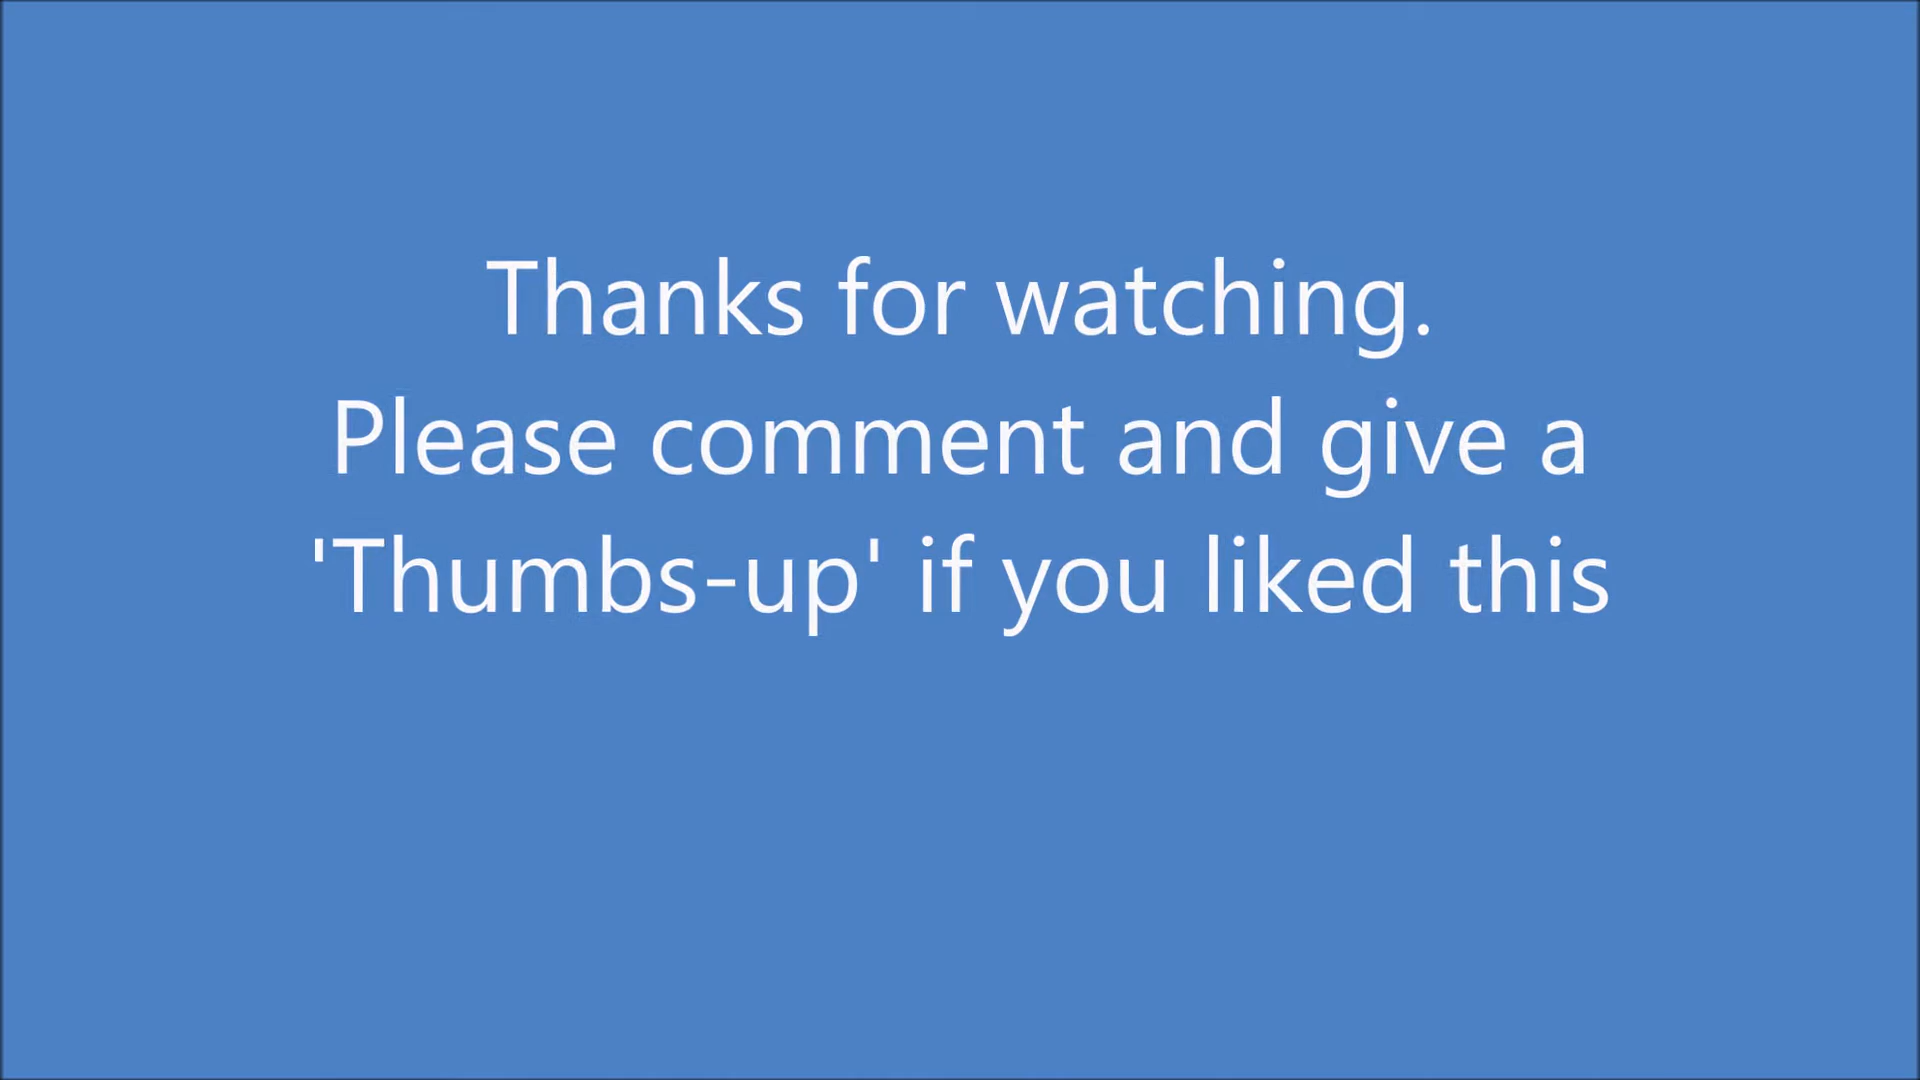 Thanks for watching.
Please comment and give a
'Thumbs-up' if you liked this